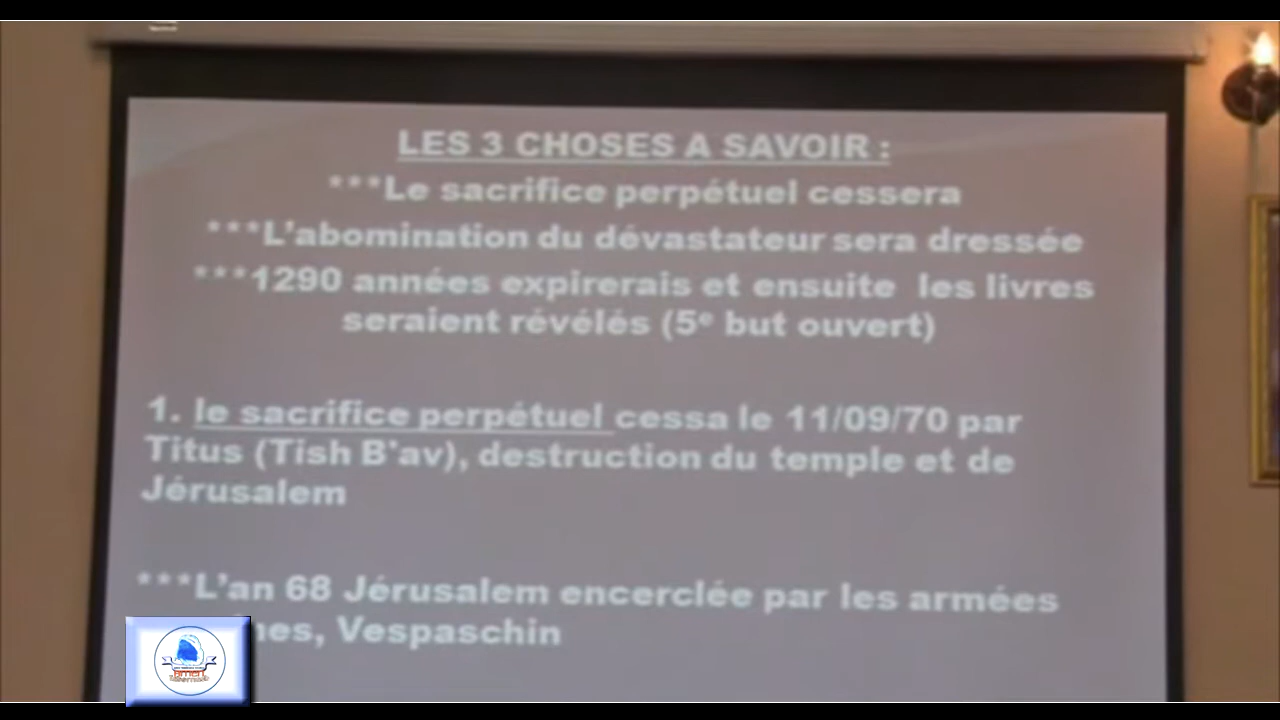 LES 3 CHOSES A SAVOIR :
***Le sacrifice perpétuel cessera
***L'abomination du dévastateur sera dressée
***1290 années expirerais et ensuite les livres
seraient révélés (5e but ouvert)
1. le sacrifice perpétuel cessa le 11/09/70 par
Titus (Tish B'av), destruction du temple et de
Jérusalem
***L'an 68 Jérusalem encerclée par les armées
Vespaschin